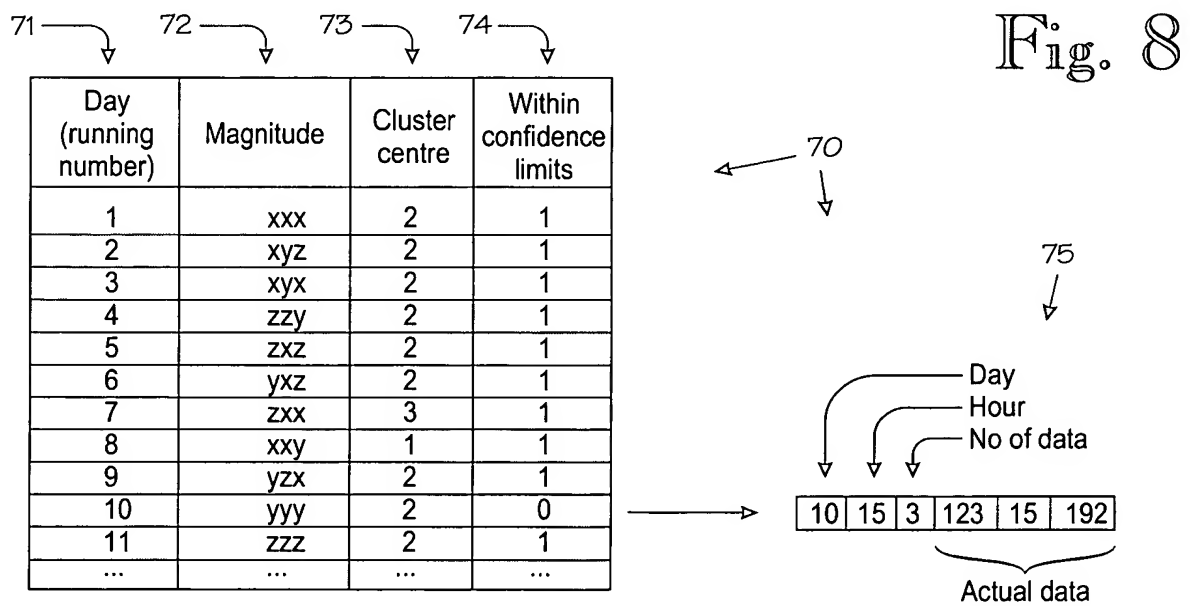 71 72 73 74
Fig. 8
Day (running number) Magnitude Cluster centre Within confidence limits
1 xxx 2 1
2 xyz 2 1
3 xyx 2 1
4 zzy 2 1
5 zxz 2 1
6 yxz 2 1
7 zxx 3 1
8 xxy 1 1
9 yzx 2 1
10 yyy 2 0
11 zzz 2 1
... ... ... ...
70
75
Day
Hour
No of data
10 15 3 123 15 192
Actual data